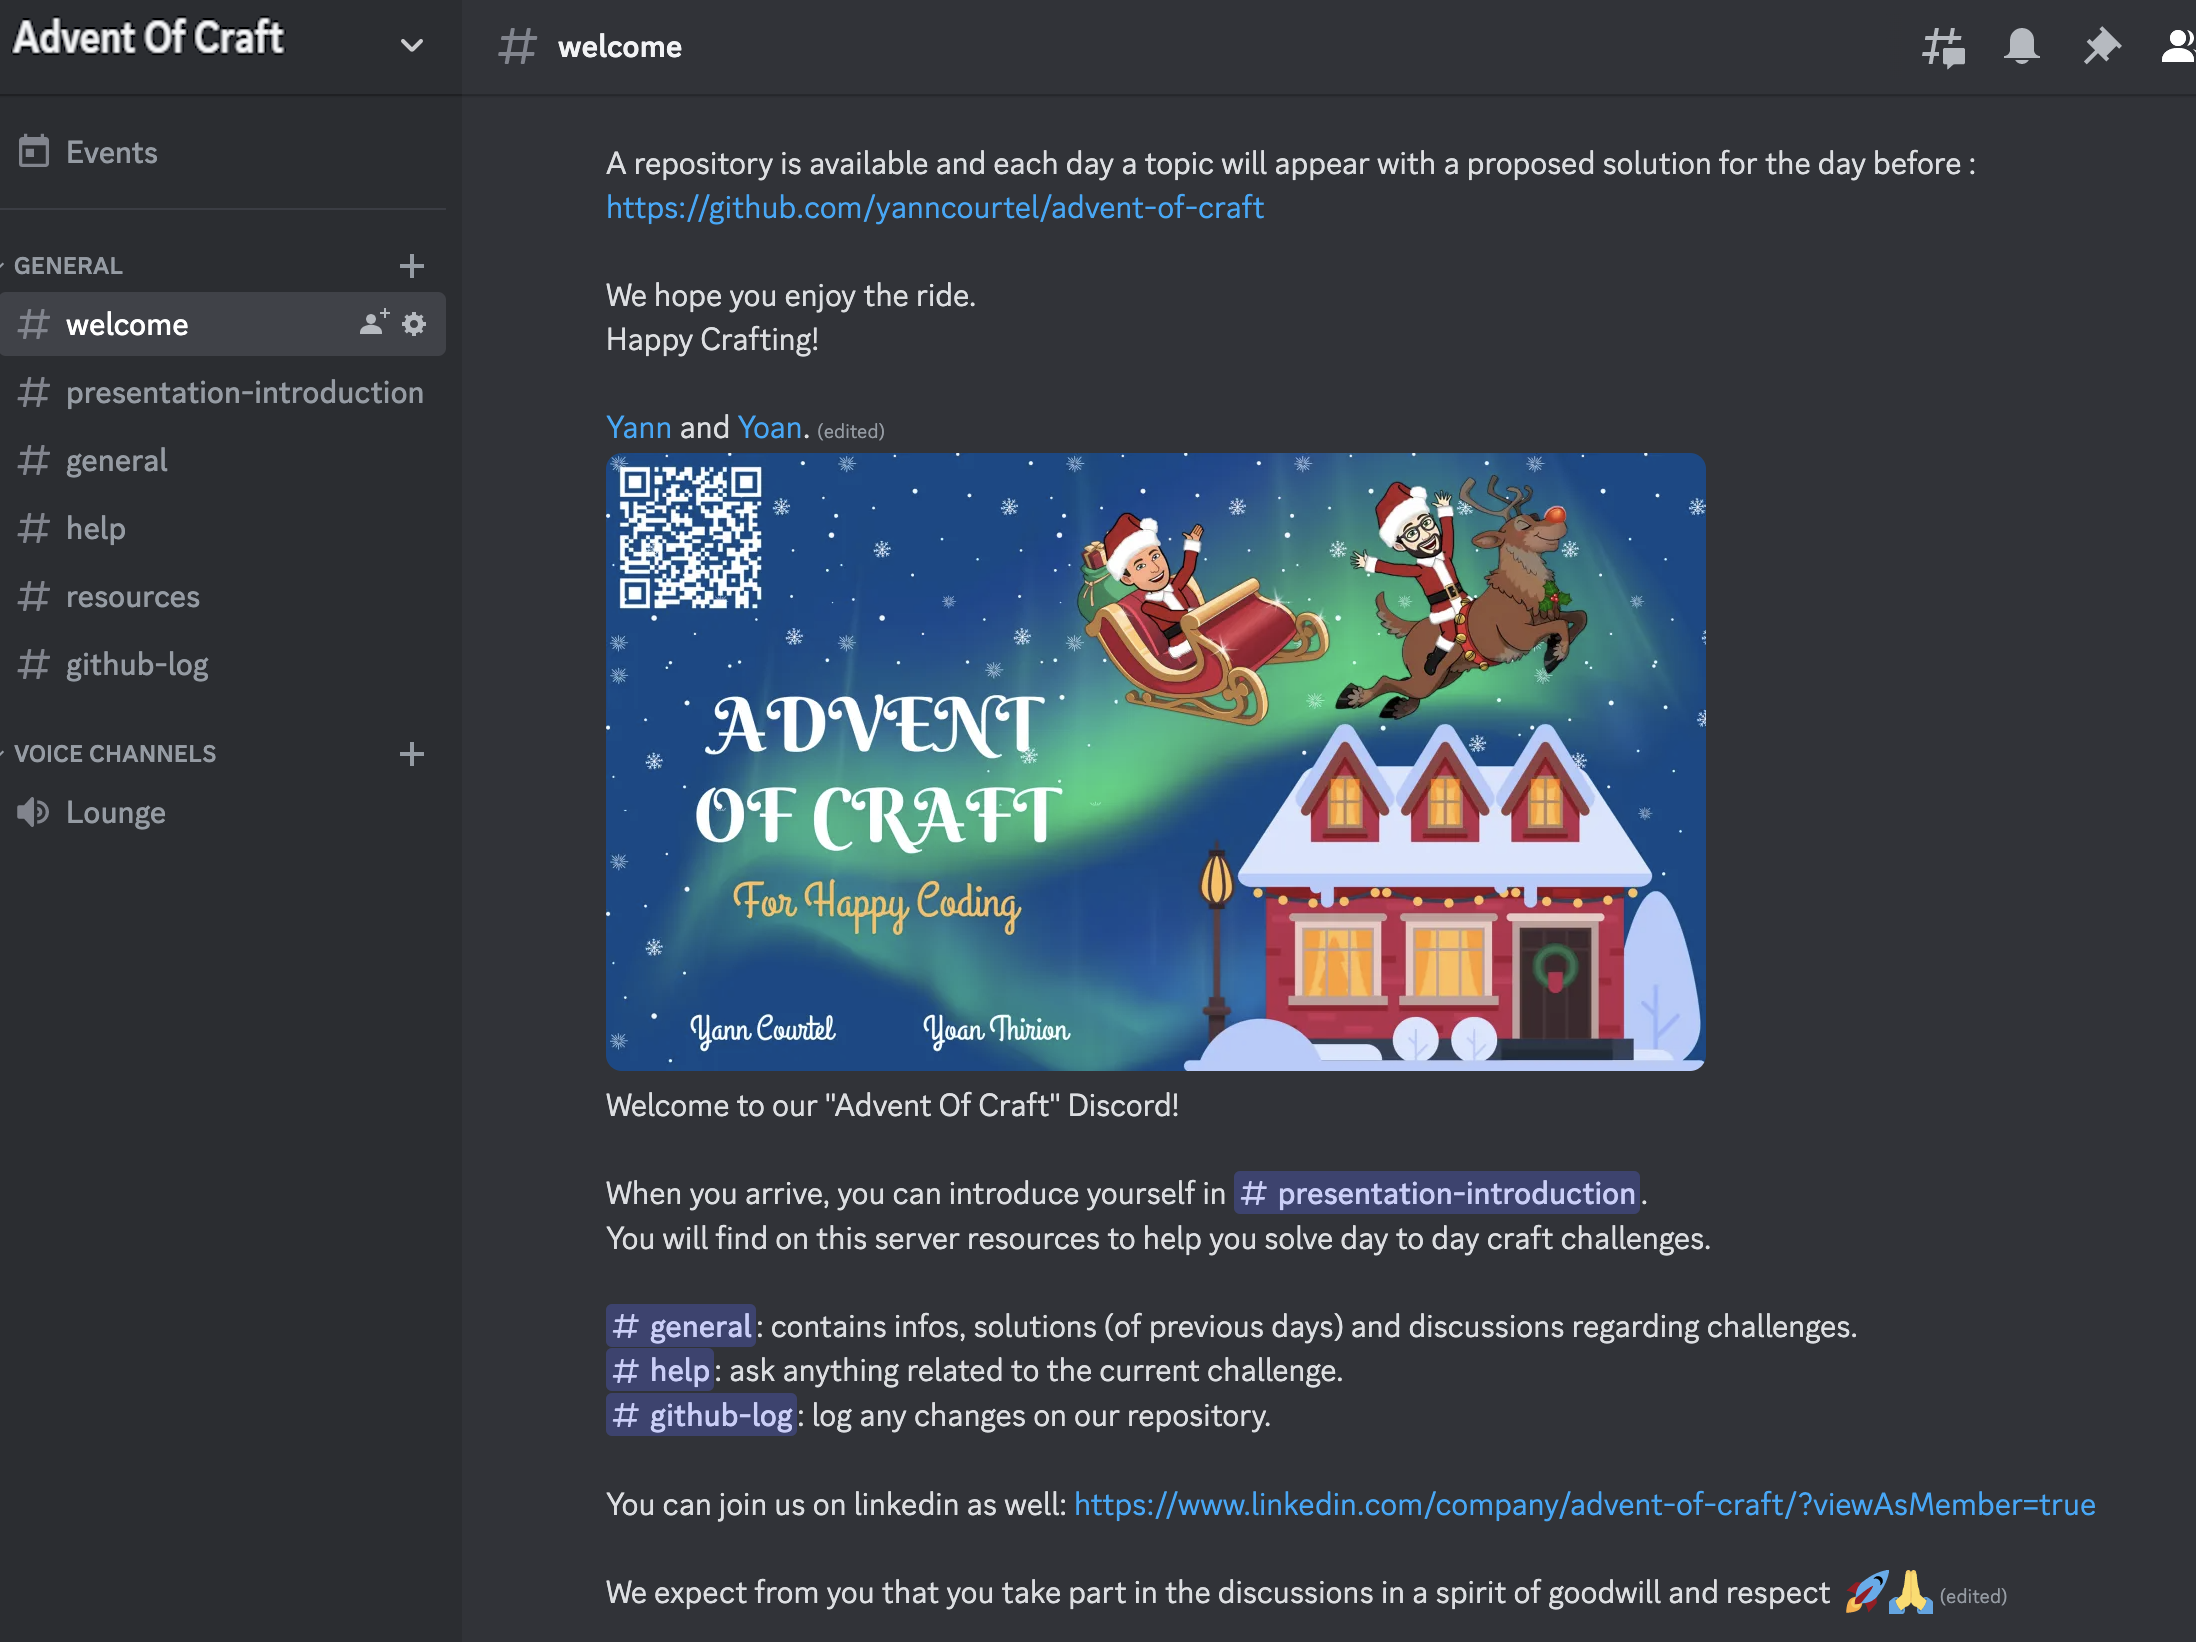 Advent Of Craft
Events
GENERAL
welcome
presentation-introduction
general
help
resources
github-log
VOICE CHANNELS
Lounge
# welcome
A repository is available and each day a topic will appear with a proposed solution for the day before :
https://github.com/yanncourtel/advent-of-craft
We hope you enjoy the ride.
Happy Crafting!
Yann and Yoan. (edited)
ADVENT
OF CRAFT
For Happy Coding
Yann Courtel
Yoan Thirion
Welcome to our "Advent Of Craft" Discord!
When you arrive, you can introduce yourself in # presentation-introduction.
You will find on this server resources to help you solve day to day craft challenges.
# general: contains infos, solutions (of previous days) and discussions regarding challenges.
# help: ask anything related to the current challenge.
# github-log: log any changes on our repository.
You can join us on linkedin as well: https://www.linkedin.com/company/advent-of-craft/?viewAsMember=true
We expect from you that you take part in the discussions in a spirit of goodwill and respect 🚀🙏 (edited)